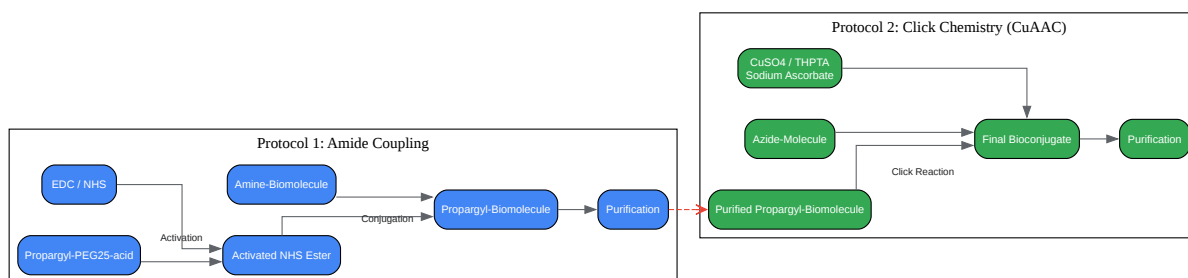 Protocol 2: Click Chemistry (CuAAC)
CuSO4 / THPTA
Sodium Ascorbate
Azide-Molecule
Final Bioconjugate
Purification
Click Reaction
Purified Propargyl-Biomolecule
Protocol 1: Amide Coupling
EDC / NHS
Amine-Biomolecule
Propargyl-Biomolecule
Purification
Conjugation
Activation
Propargyl-PEG25-acid
Activated NHS Ester